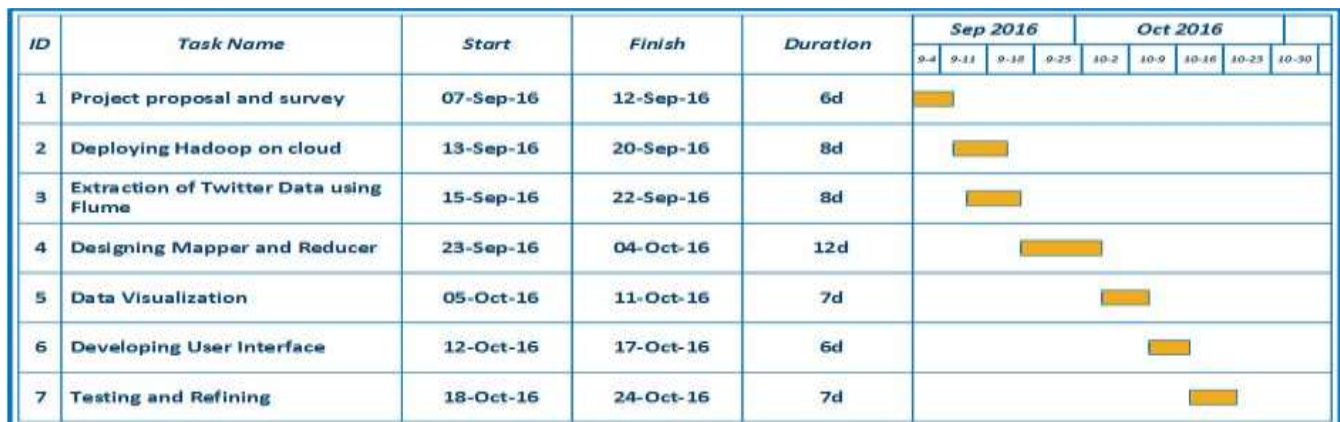 ID Task Name Start Finish Duration Sep 2016 Oct 2016
9-4 9-11 9-18 9-25 10-2 10-9 10-16 10-23 10-30
1 Project proposal and survey 07-Sep-16 12-Sep-16 6d
2 Deploying Hadoop on cloud 13-Sep-16 20-Sep-16 8d
3 Extraction of Twitter Data using
Flume 15-Sep-16 22-Sep-16 8d
4 Designing Mapper and Reducer 23-Sep-16 04-Oct-16 12d
5 Data Visualization 05-Oct-16 11-Oct-16 7d
6 Developing User Interface 12-Oct-16 17-Oct-16 6d
7 Testing and Refining 18-Oct-16 24-Oct-16 7d